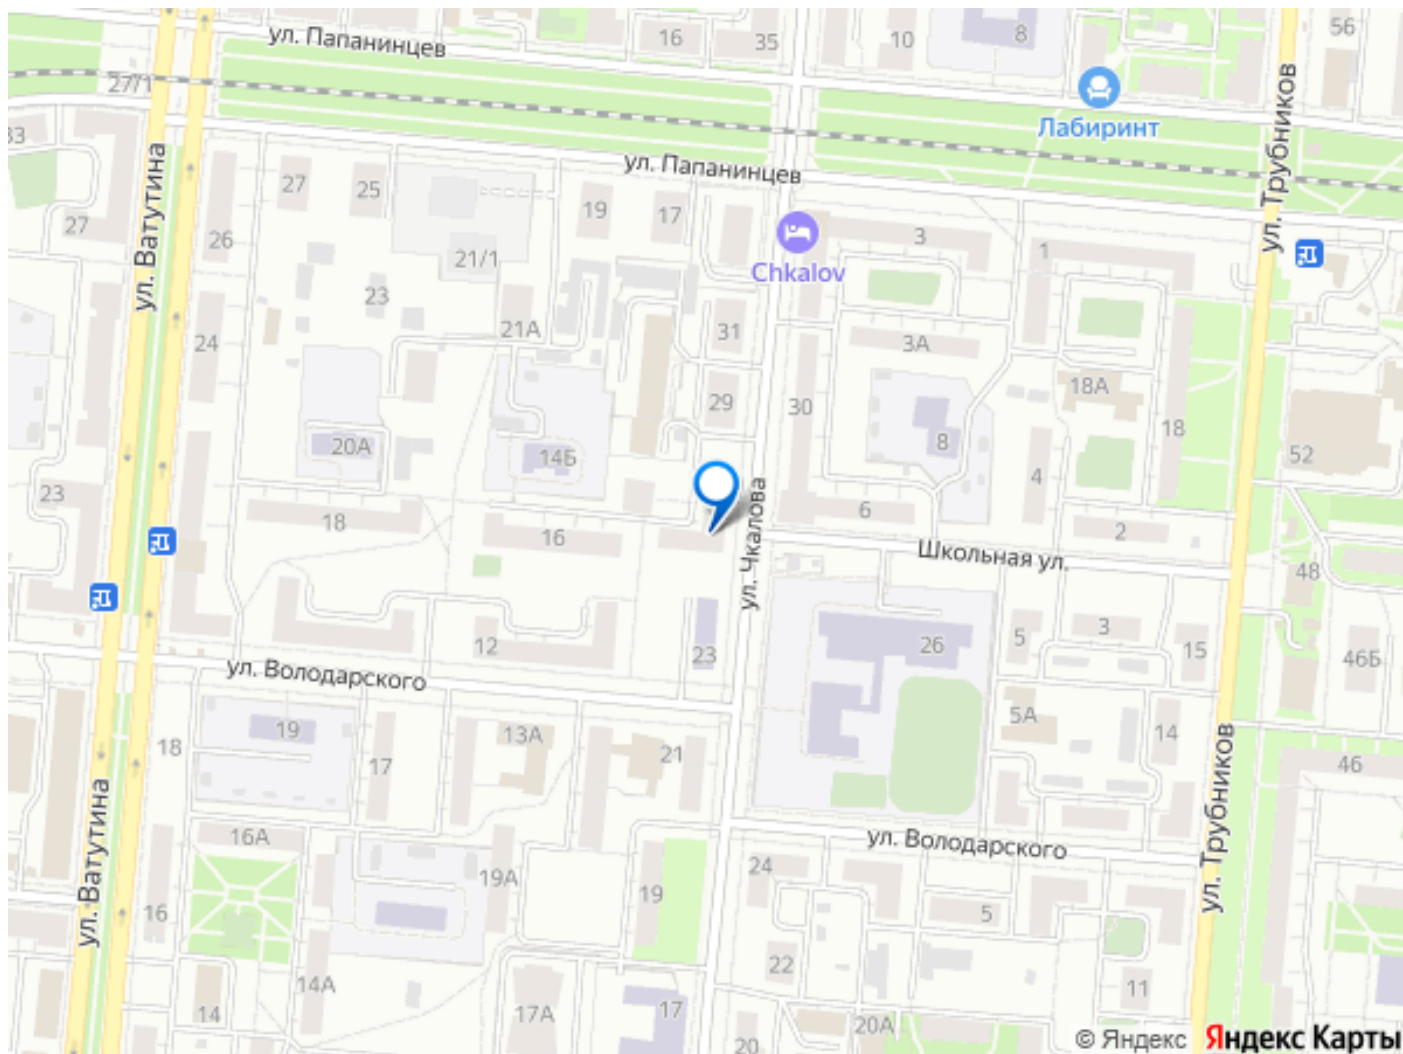 ул. Папанинцев
16
35
10
8
56
27/1
Лабиринт
33
ул. Папанинцев
ул. Трубников
ул. Ватутина
27
25
19
17
27
26
21/1
3
1
Chkalov
23
21А
31
24
3А
18А
29
30
18
20А
14Б
8
4
52
23
18
16
6
2
ул. Чкалова
Школьная ул.
48
12
23
26
5
3
15
46Б
ул. Володарского
19
18
17
13А
21
5А
14
46
ул. Ватутина
ул. Трубников
16А
ул. Володарского
19А
19
24
16
5
22
14А
11
14
17А
17
20
20А
© Яндекс Яндекс Карты